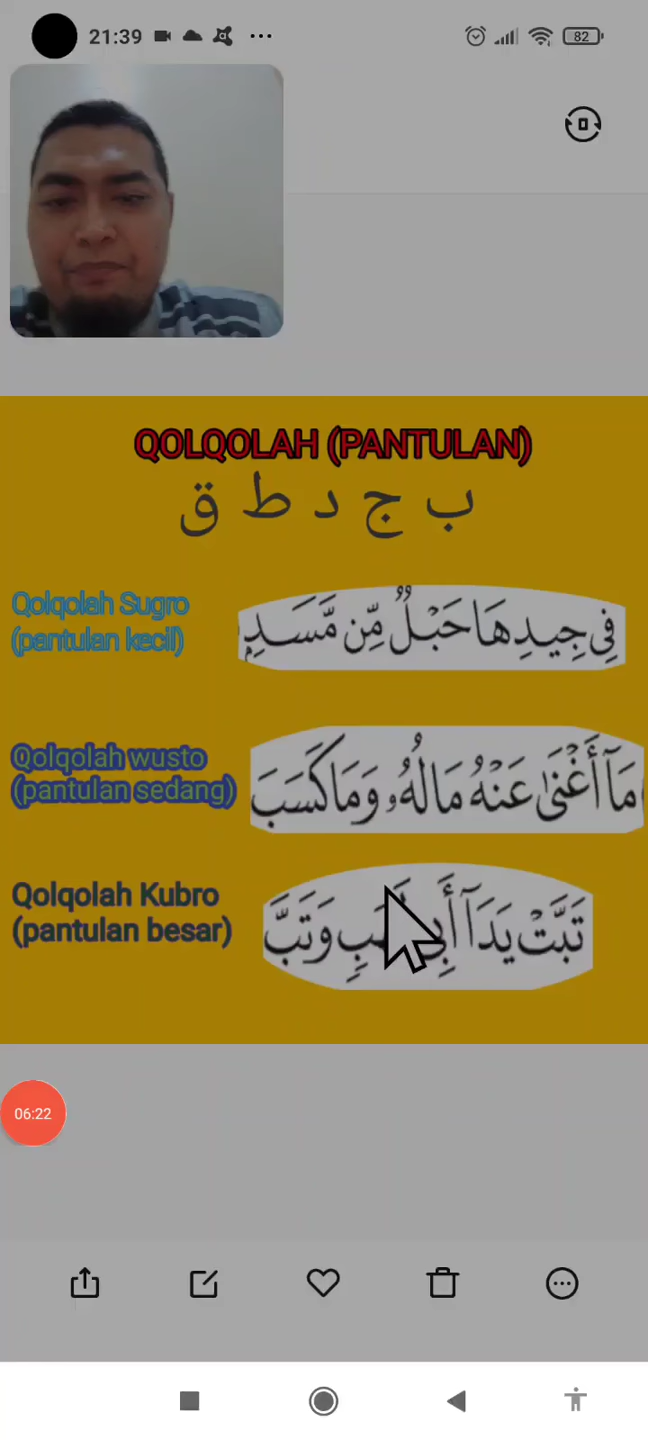 21:39
82
QOLQOLAH (PANTULAN)
ب ج د ط ق
Qolqolah Sugro
(pantulan kecil)
فِي جِيدِهَا حَبْلٌ مِّن مَّسَدٍ
Qolqolah wusto
(pantulan sedang)
مَآ أَغْنَىٰ عَنْهُ مَالُهُۥ وَمَا كَسَبَ
Qolqolah Kubro
(pantulan besar)
تَبَّتْ يَدَآ أَبِي وَتَبَّ
06:22